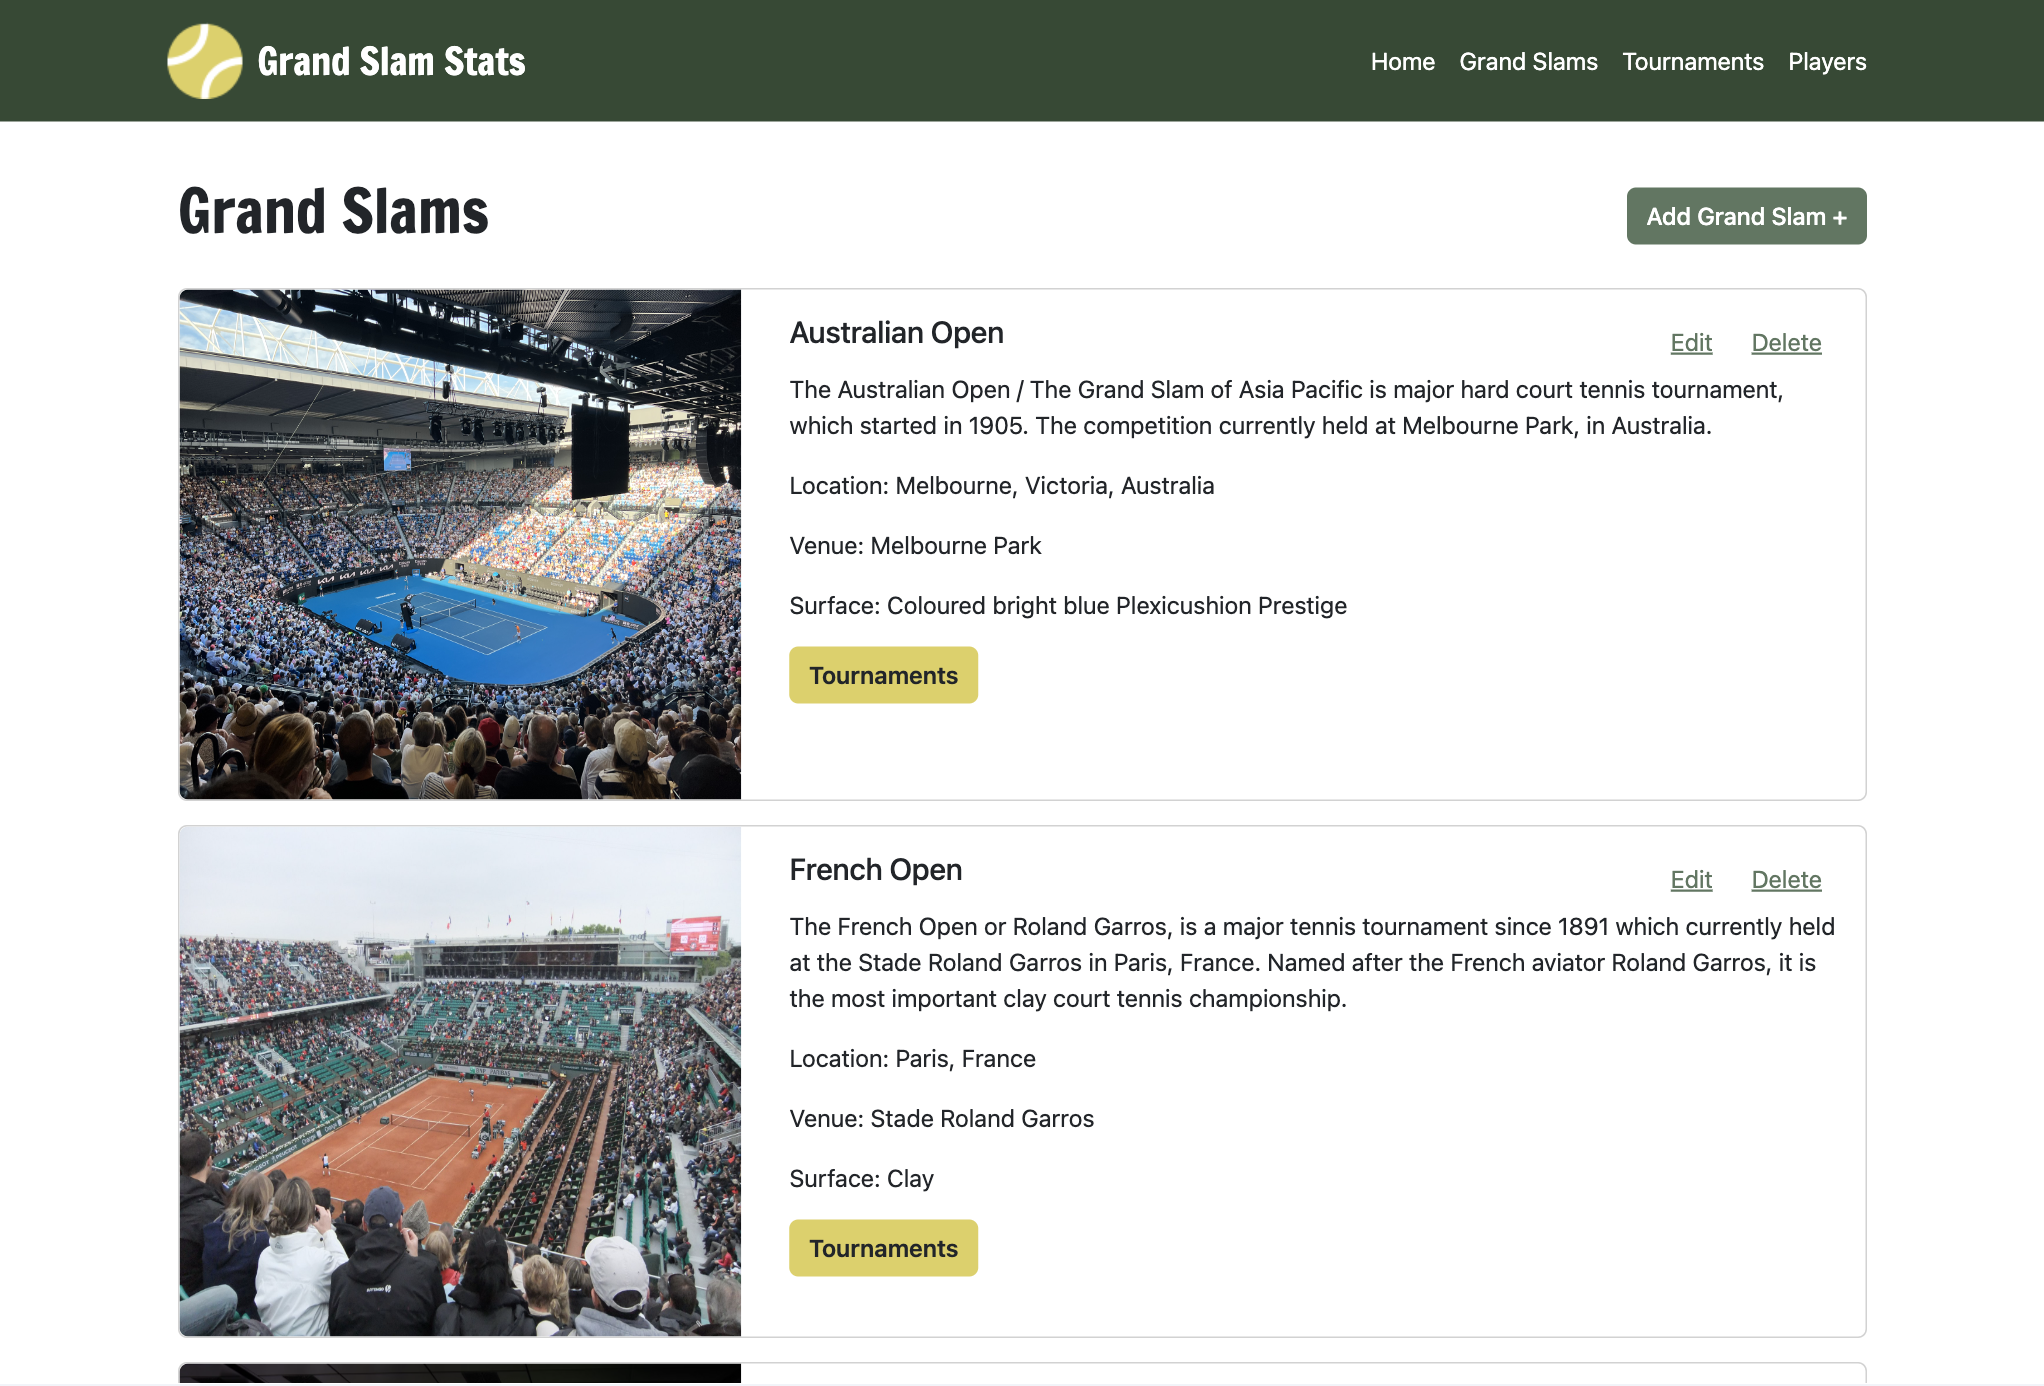 Grand Slam Stats
Home Grand Slams Tournaments Players
Grand Slams
Add Grand Slam +
Australian Open
Edit Delete
The Australian Open / The Grand Slam of Asia Pacific is major hard court tennis tournament,
which started in 1905. The competition currently held at Melbourne Park, in Australia.
Location: Melbourne, Victoria, Australia
Venue: Melbourne Park
Surface: Coloured bright blue Plexicushion Prestige
Tournaments
French Open
Edit Delete
The French Open or Roland Garros, is a major tennis tournament since 1891 which currently held
at the Stade Roland Garros in Paris, France. Named after the French aviator Roland Garros, it is
the most important clay court tennis championship.
Location: Paris, France
Venue: Stade Roland Garros
Surface: Clay
Tournaments